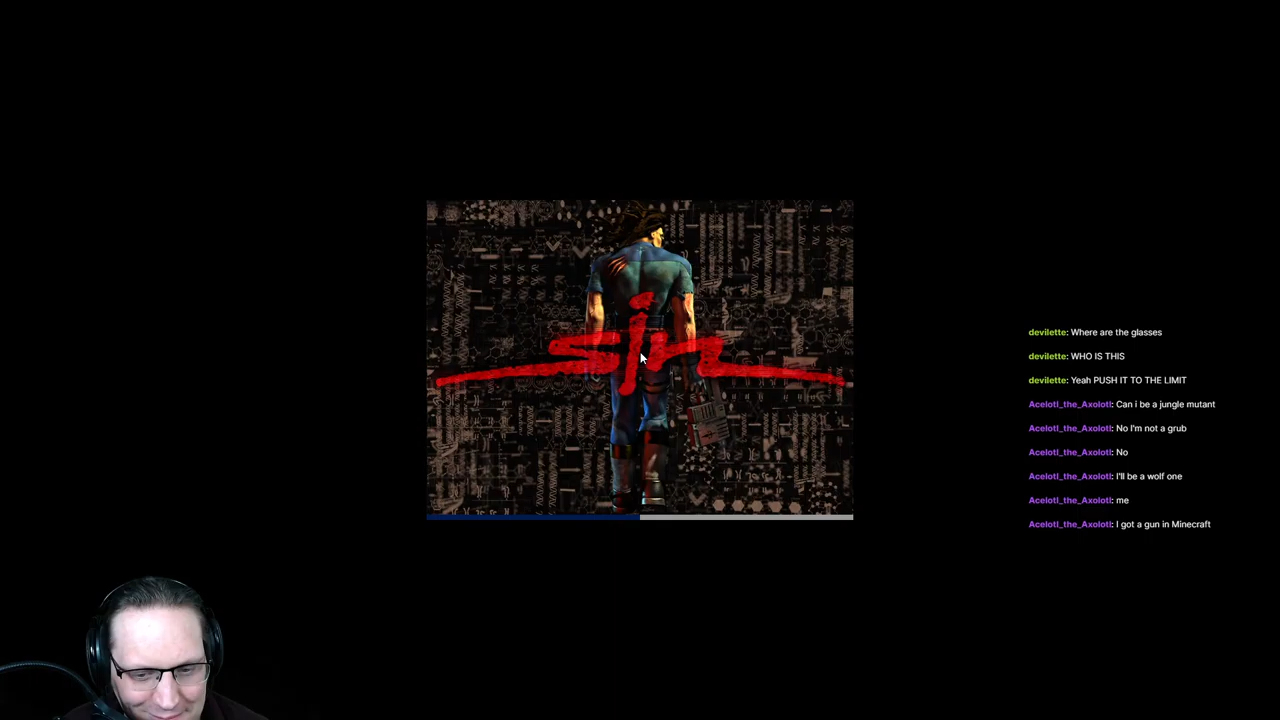 SiN
devilette: Where are the glasses
devilette: WHO IS THIS
devilette: Yeah PUSH IT TO THE LIMIT
Acelotl_the_Axolotl: Can i be a jungle mutant
Acelotl_the_Axolotl: No I'm not a grub
Acelotl_the_Axolotl: No
Acelotl_the_Axolotl: I'll be a wolf one
Acelotl_the_Axolotl: me
Acelotl_the_Axolotl: I got a gun in Minecraft